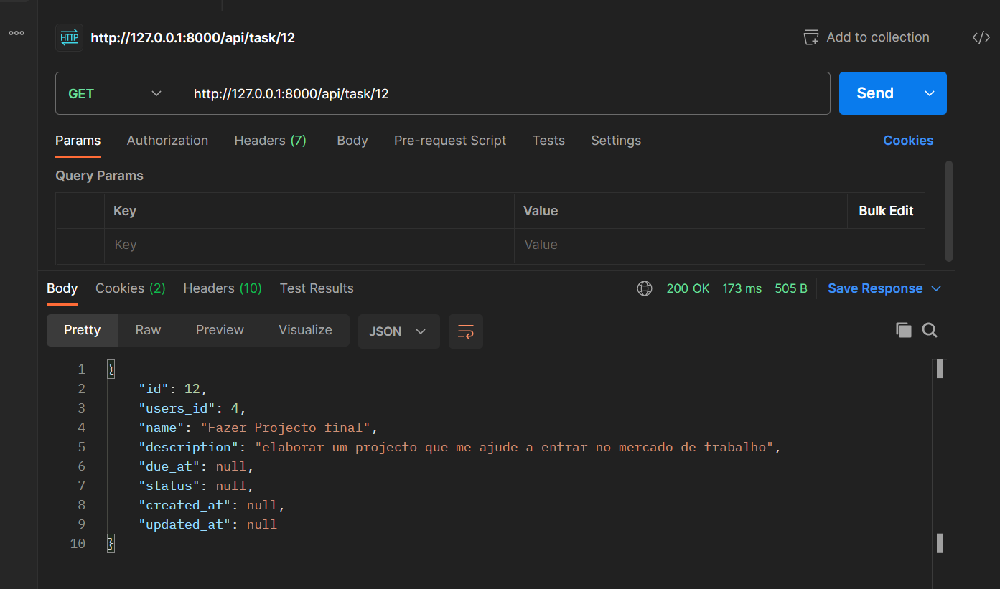 HTTP http://127.0.0.1:8000/api/task/12 Add to collection </>
GET http://127.0.0.1:8000/api/task/12 Send
Params Authorization Headers (7) Body Pre-request Script Tests Settings Cookies
Query Params
Key Value Bulk Edit
Key Value
Body Cookies (2) Headers (10) Test Results 200 OK 173 ms 505 B Save Response
Pretty Raw Preview Visualize JSON
1 {
2 "id": 12,
3 "users_id": 4,
4 "name": "Fazer Projecto final",
5 "description": "elaborar um projecto que me ajude a entrar no mercado de trabalho",
6 "due_at": null,
7 "status": null,
8 "created_at": null,
9 "updated_at": null
10 }